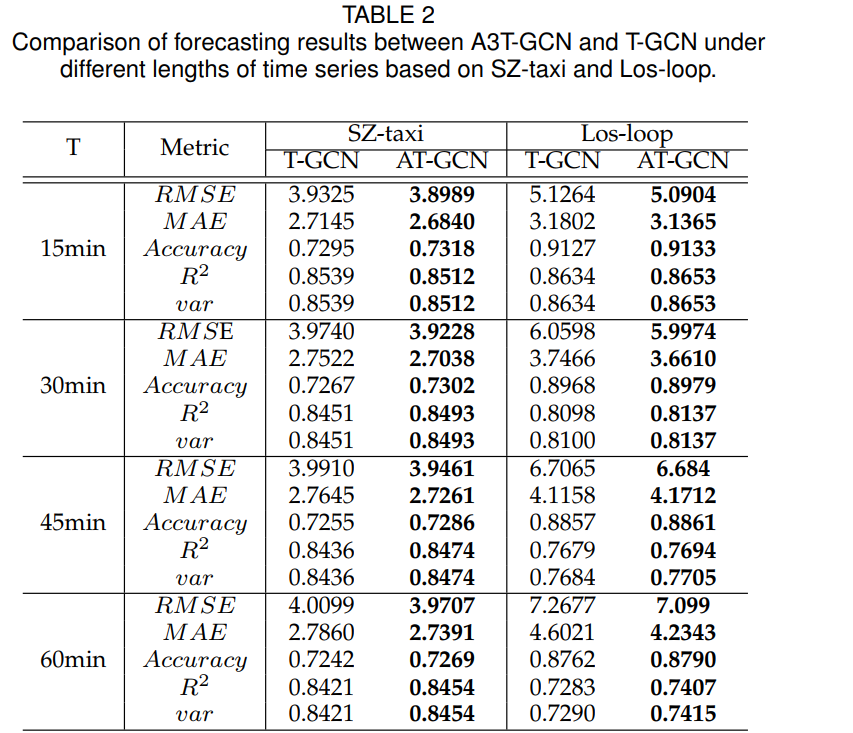 TABLE 2
Comparison of forecasting results between A3T-GCN and T-GCN under
different lengths of time series based on SZ-taxi and Los-loop.
T Metric SZ-taxi Los-loop
T-GCN AT-GCN T-GCN AT-GCN
RMSE 3.9325 3.8989 5.1264 5.0904
MAE 2.7145 2.6840 3.1802 3.1365
15min Accuracy 0.7295 0.7318 0.9127 0.9133
R² 0.8539 0.8512 0.8634 0.8653
var 0.8539 0.8512 0.8634 0.8653
RMSE 3.9740 3.9228 6.0598 5.9974
MAE 2.7522 2.7038 3.7466 3.6610
30min Accuracy 0.7267 0.7302 0.8968 0.8979
R² 0.8451 0.8493 0.8098 0.8137
var 0.8451 0.8493 0.8100 0.8137
RMSE 3.9910 3.9461 6.7065 6.684
MAE 2.7645 2.7261 4.1158 4.1712
45min Accuracy 0.7255 0.7286 0.8857 0.8861
R² 0.8436 0.8474 0.7679 0.7694
var 0.8436 0.8474 0.7684 0.7705
RMSE 4.0099 3.9707 7.2677 7.099
MAE 2.7860 2.7391 4.6021 4.2343
60min Accuracy 0.7242 0.7269 0.8762 0.8790
R² 0.8421 0.8454 0.7283 0.7407
var 0.8421 0.8454 0.7290 0.7415